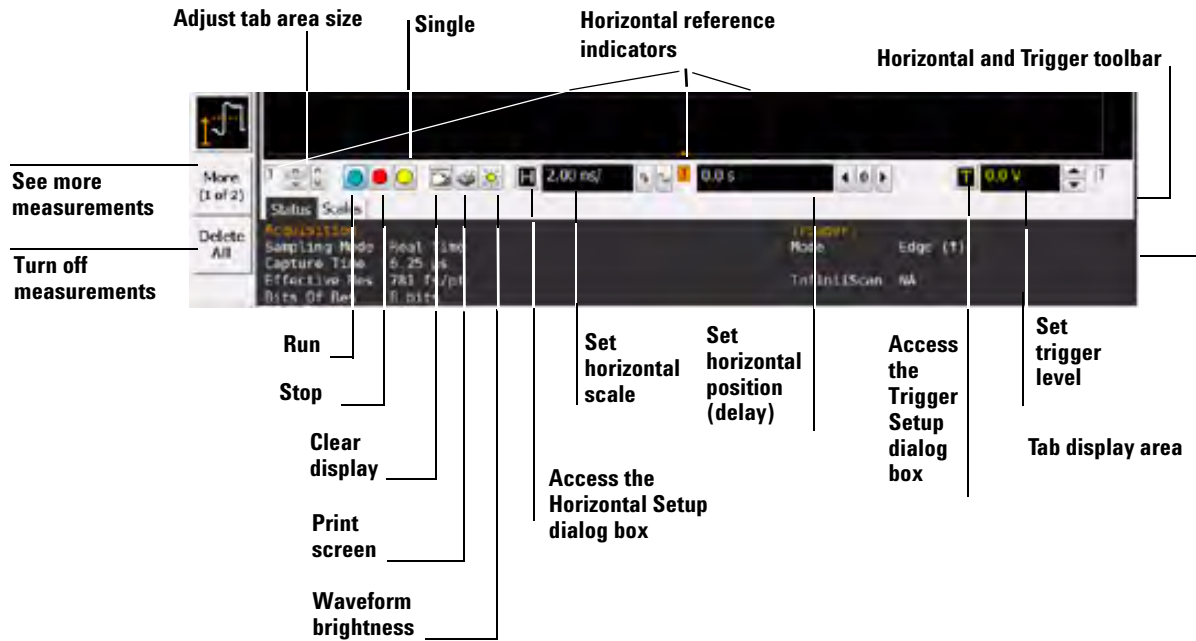 Adjust tab area size
Single
Horizontal reference
indicators
Horizontal and Trigger toolbar
See more
measurements
Turn off
measurements
More
(1 of 2)
Delete
All
H
2.00 ns/
0.0 s
0
T
0.0 V
Status Scales
Acquisition
Sampling Mode Real Time
Capture Time 6.25 µs
Effective Res 781 fs/pt
Bits Of Res 8 bits
Mode Edge (↑)
InfiniiScan NA
Run
Stop
Clear
display
Print
screen
Waveform
brightness
Access the
Horizontal Setup
dialog box
Set
horizontal
scale
Set
horizontal
position
(delay)
Access
the
Trigger
Setup
dialog
box
Set
trigger
level
Tab display area